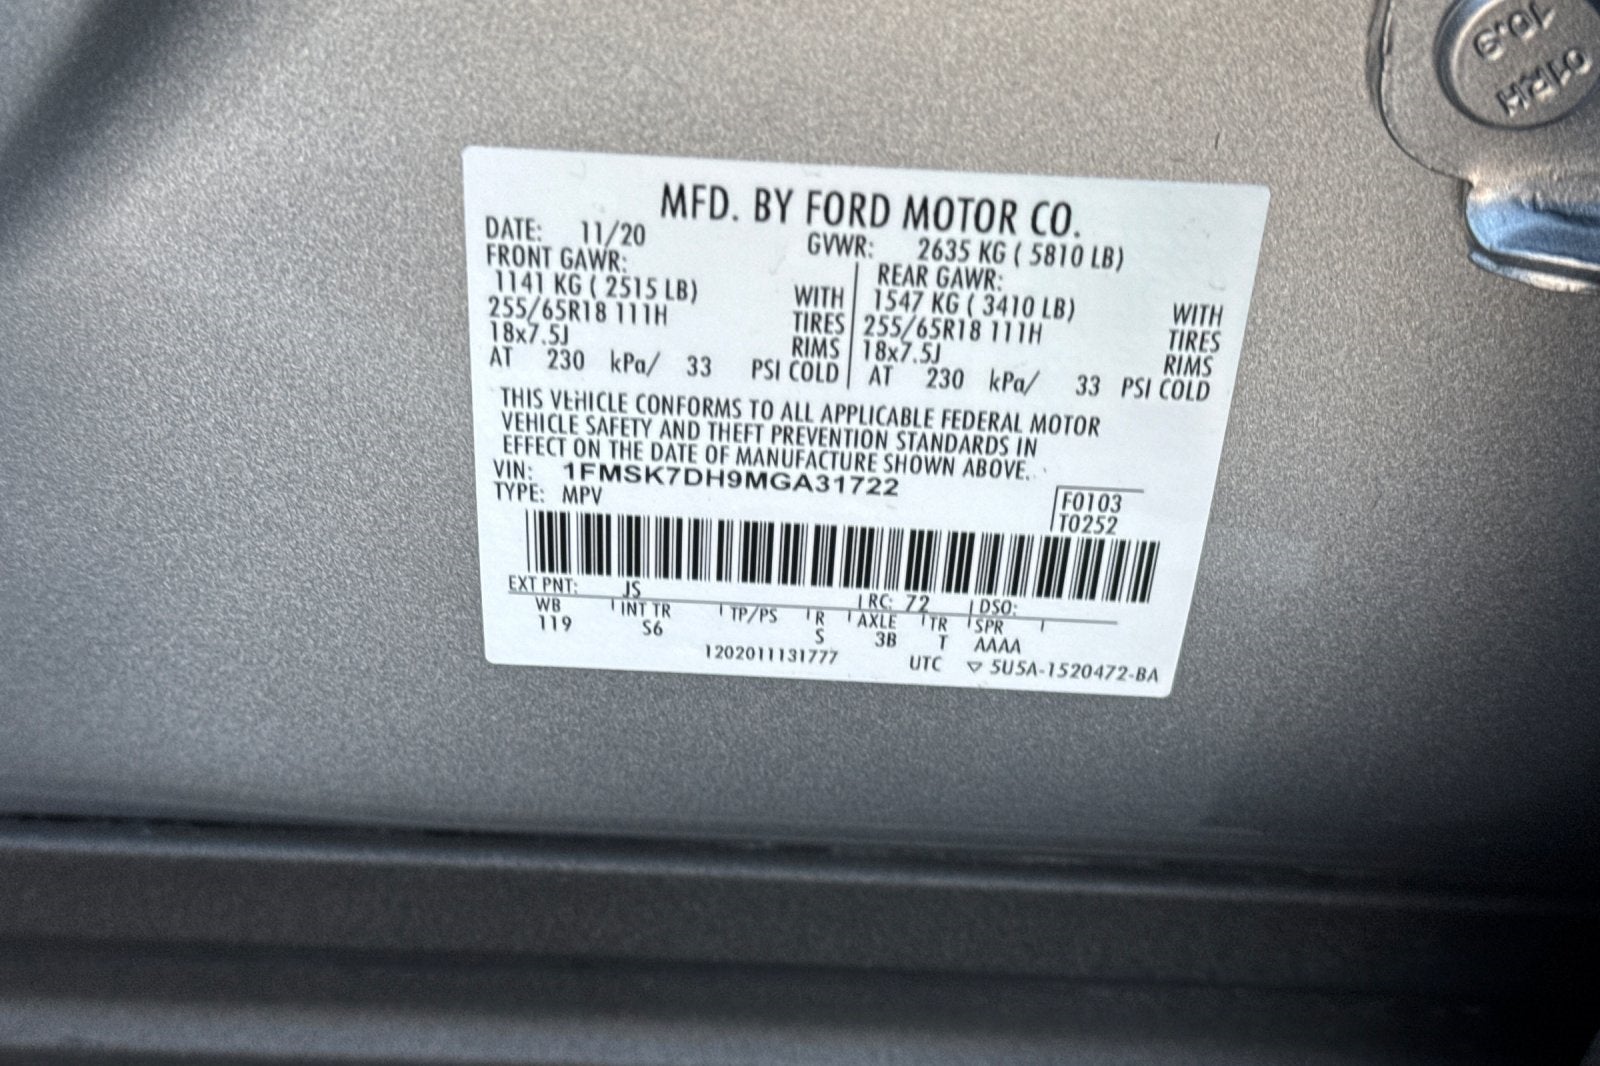 10.9
01RH
MFD. BY FORD MOTOR CO.
DATE: 11/20 GVWR: 2635 KG ( 5810 LB)
FRONT GAWR: REAR GAWR:
1141 KG ( 2515 LB) WITH 1547 KG ( 3410 LB) WITH
255/65R18 111H TIRES 255/65R18 111H TIRES
18x7.5J RIMS 18x7.5J RIMS
AT 230 kPa/ 33 PSI COLD AT 230 kPa/ 33 PSI COLD
THIS VEHICLE CONFORMS TO ALL APPLICABLE FEDERAL MOTOR
VEHICLE SAFETY AND THEFT PREVENTION STANDARDS IN
EFFECT ON THE DATE OF MANUFACTURE SHOWN ABOVE.
VIN: 1FMSK7DH9MGA31722
TYPE: MPV
F0103
T0252
EXT PNT: JS RC: 72 DSO:
WB INT TR TP/PS R AXLE TR SPR
119 S6 S 3B T AAAA
1202011131777 UTC ▽ 5U5A-1520472-BA